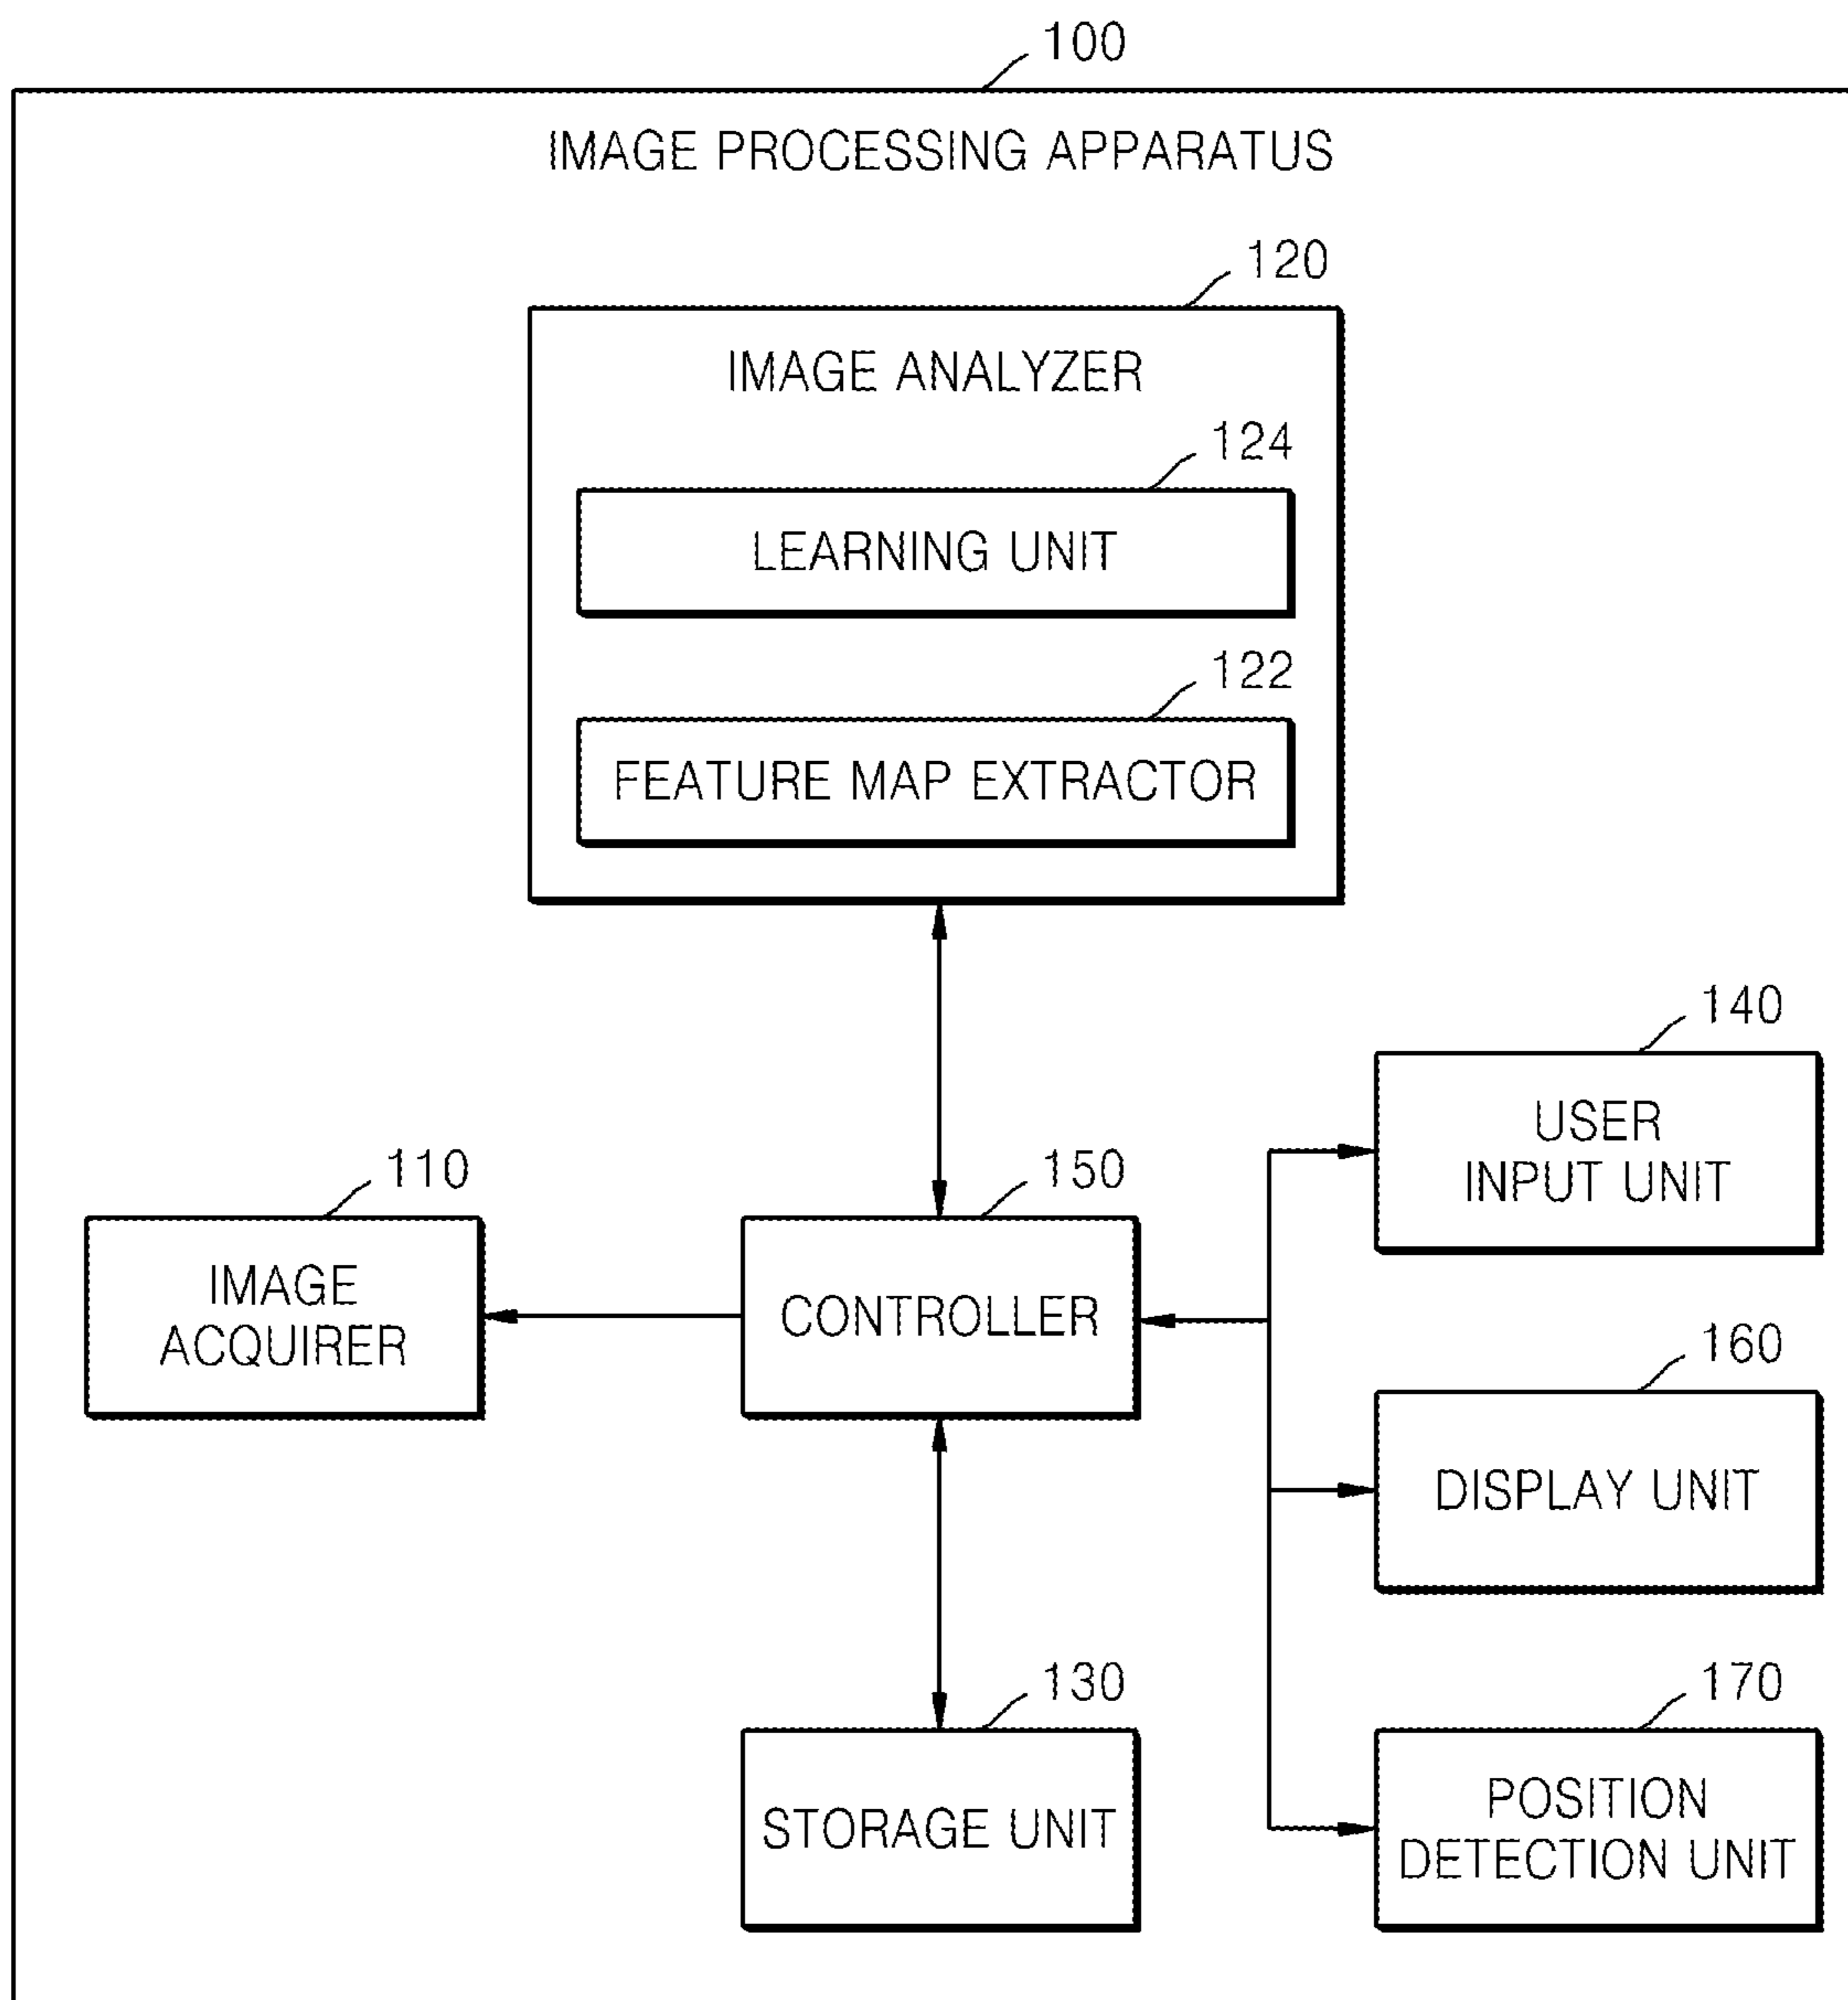 100
IMAGE PROCESSING APPARATUS
120
IMAGE ANALYZER
124
LEARNING UNIT
122
FEATURE MAP EXTRACTOR
140
USER
INPUT UNIT
110
IMAGE
ACQUIRER
150
CONTROLLER
160
DISPLAY UNIT
130
STORAGE UNIT
170
POSITION
DETECTION UNIT